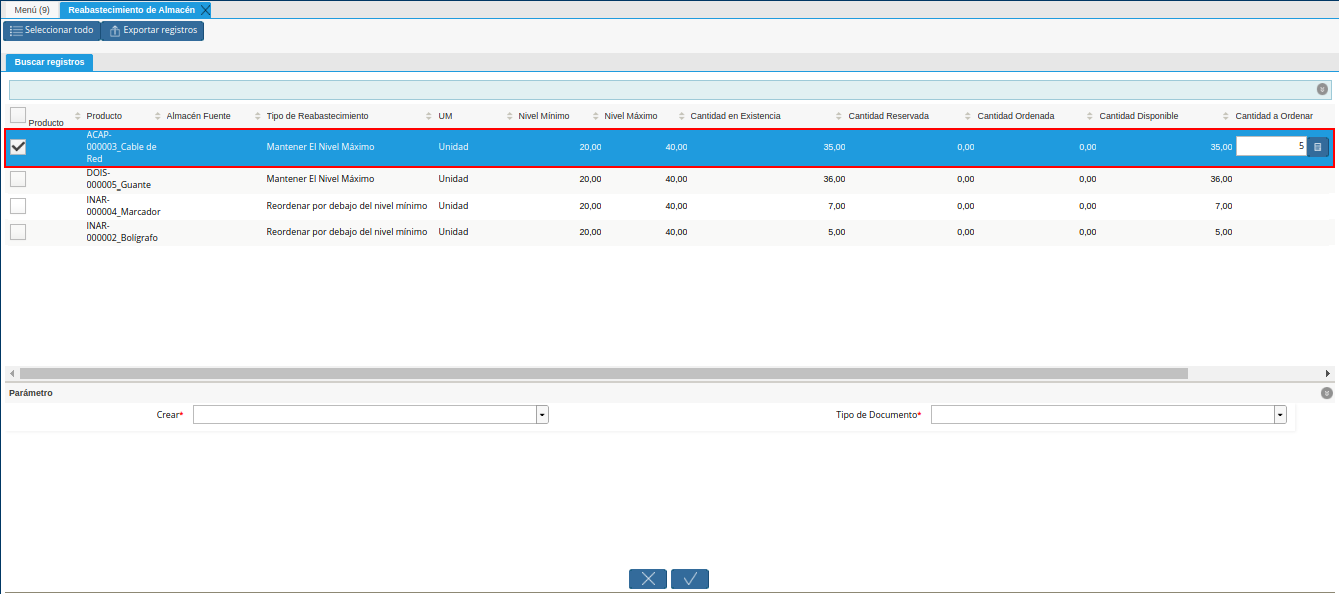 Menú (9) Reabastecimiento de Almacén
Seleccionar todo Exportar registros
Buscar registros
Producto Producto Almacén Fuente Tipo de Reabastecimiento UM Nivel Mínimo Nivel Máximo Cantidad en Existencia Cantidad Reservada Cantidad Ordenada Cantidad Disponible Cantidad a Ordenar
ACAP-
000003_Cable de Mantener El Nivel Máximo Unidad 20,00 40,00 35,00 0,00 0,00 35,00 5
Red
DOIS-
000005_Guante Mantener El Nivel Máximo Unidad 20,00 40,00 36,00 0,00 0,00 36,00
INAR-
000004_Marcador Reordenar por debajo del nivel mínimo Unidad 20,00 40,00 7,00 0,00 0,00 7,00
INAR-
000002_Bolígrafo Reordenar por debajo del nivel mínimo Unidad 20,00 40,00 5,00 0,00 0,00 5,00
Parámetro
Crear* Tipo de Documento*